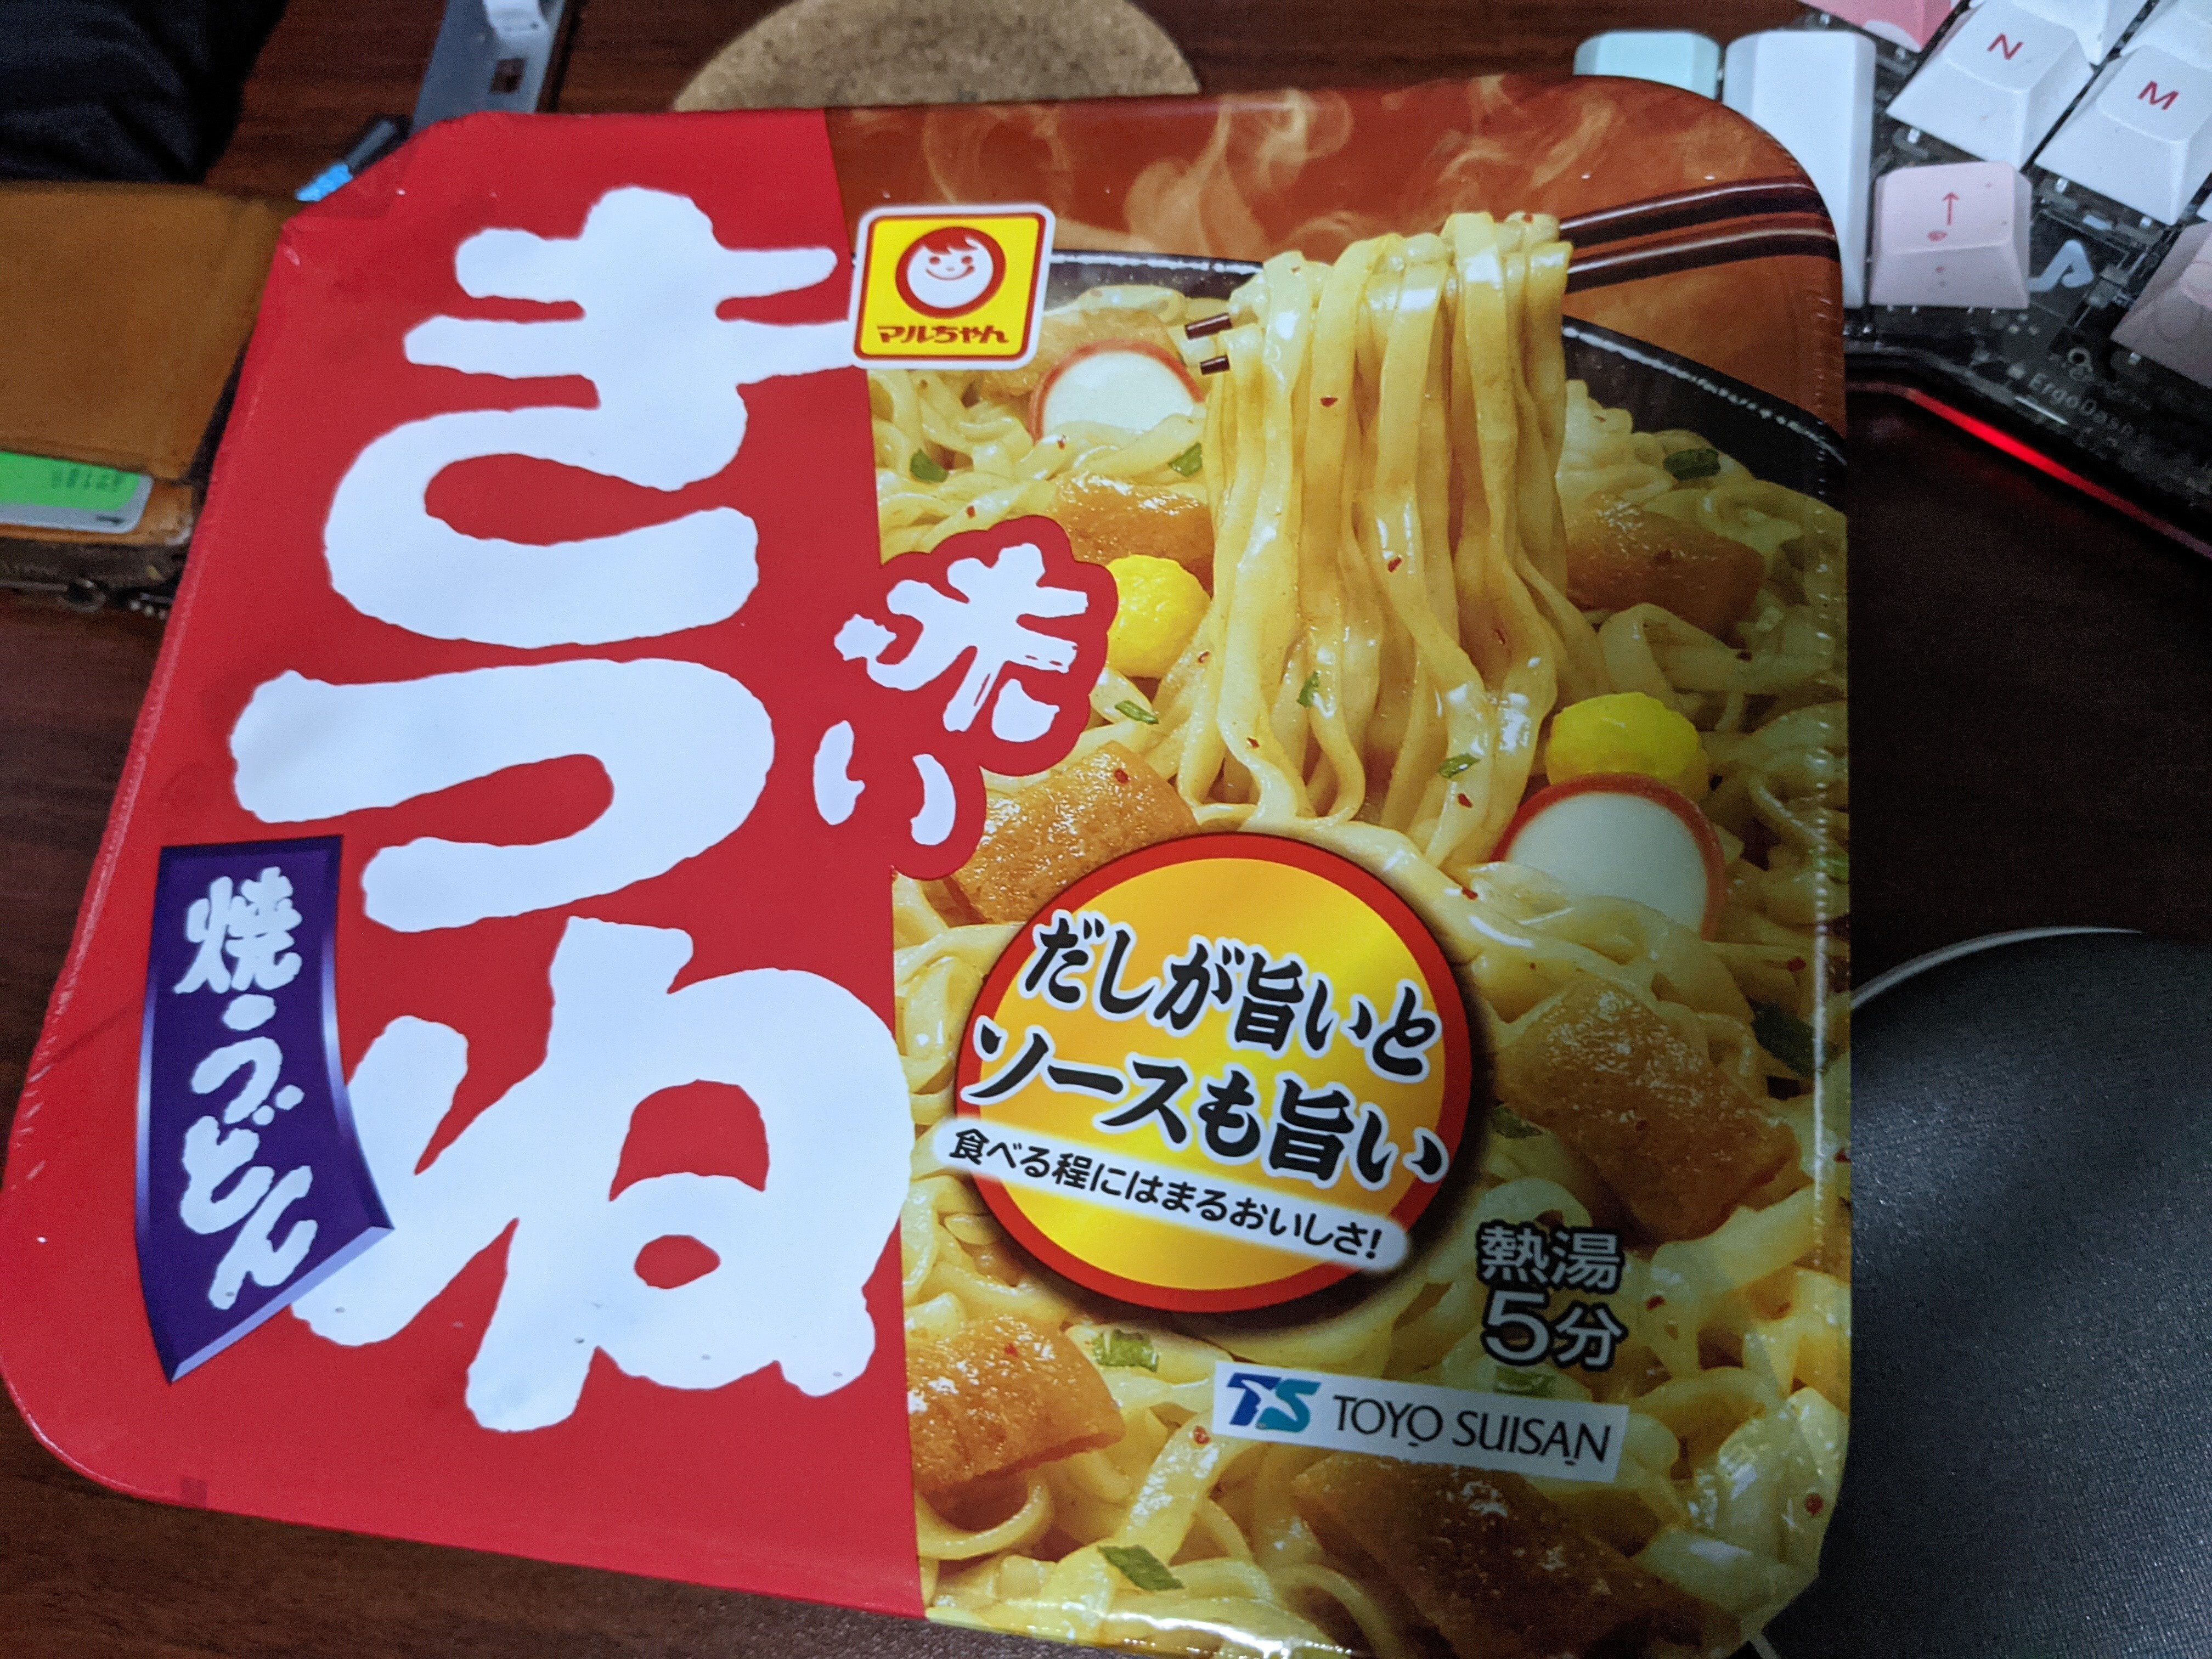 赤い
きつね
焼うどん
マルちゃん
だしが旨いと
ソースも旨い
食べる程にはまるおいしさ!
熱湯
5分
TS TOYO SUISAN
N
M
↑
ErgoDash